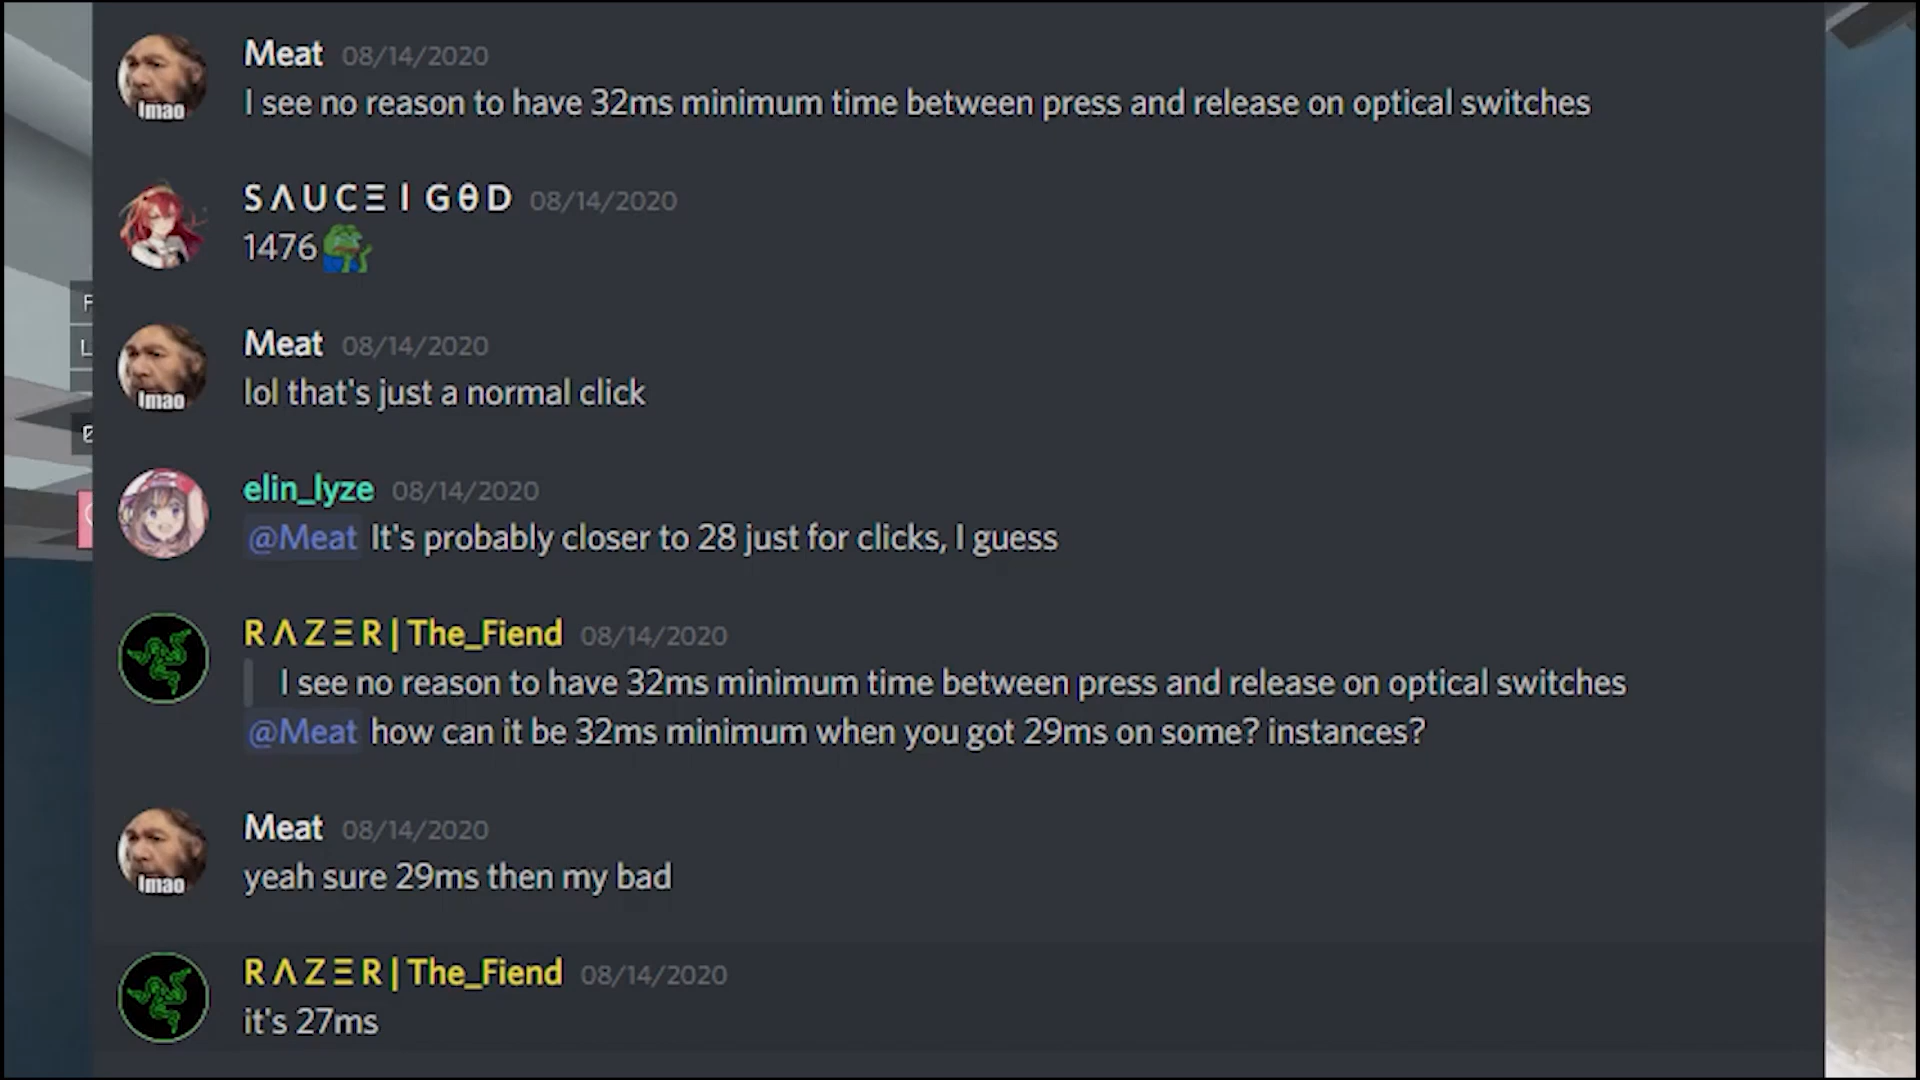 Meat 08/14/2020
I see no reason to have 32ms minimum time between press and release on optical switches
lmao
SΛUCΞ | GθD 08/14/2020
1476
Meat 08/14/2020
lol that's just a normal click
lmao
elin_lyze 08/14/2020
@Meat It's probably closer to 28 just for clicks, I guess
RΛZΞR | The_Fiend 08/14/2020
I see no reason to have 32ms minimum time between press and release on optical switches
@Meat how can it be 32ms minimum when you got 29ms on some? instances?
Meat 08/14/2020
yeah sure 29ms then my bad
lmao
RΛZΞR | The_Fiend 08/14/2020
it's 27ms